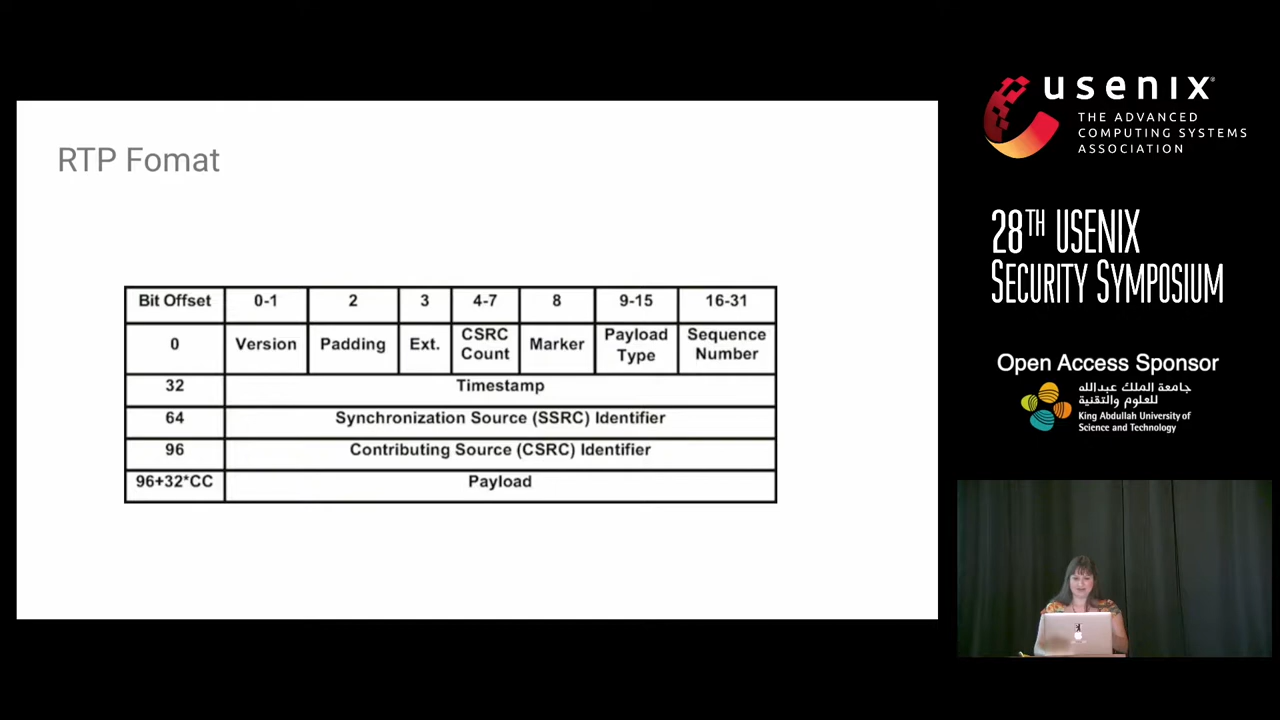 RTP Fomat
Bit Offset 0-1 2 3 4-7 8 9-15 16-31
0 Version Padding Ext. CSRC Count Marker Payload Type Sequence Number
32 Timestamp
64 Synchronization Source (SSRC) Identifier
96 Contributing Source (CSRC) Identifier
96+32*CC Payload
usenix
THE ADVANCED
COMPUTING SYSTEMS
ASSOCIATION
28TH USENIX
SECURITY SYMPOSIUM
Open Access Sponsor
جامعة الملك عبدالله
للعلوم والتقنية
King Abdullah University of
Science and Technology